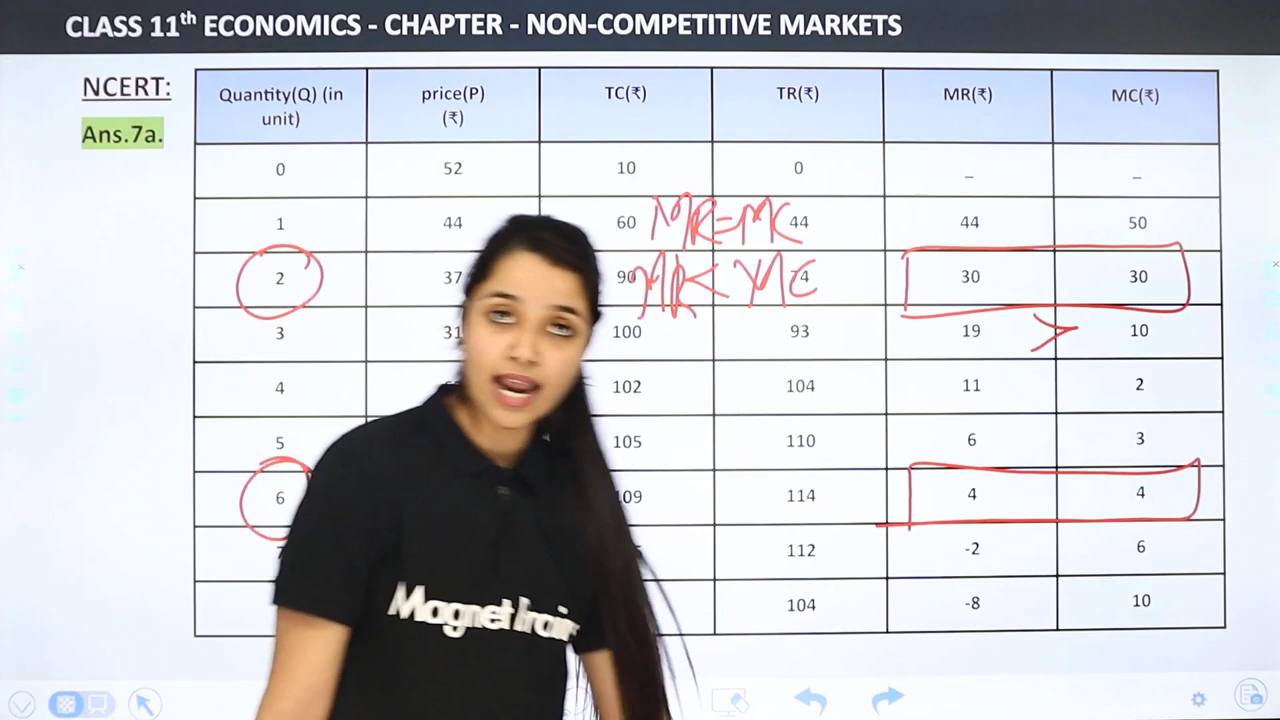 CLASS 11th ECONOMICS - CHAPTER - NON-COMPETITIVE MARKETS
NCERT:
Ans.7a.
Quantity(Q) (in unit) price(P) (₹) TC(₹) TR(₹) MR(₹) MC(₹)
0 52 10 0 _ _
1 44 60 44 44 50
MR=MC
2 37 90 74 30 30
MR< MC
3 31 100 93 19 > 10
4 102 104 11 2
5 105 110 6 3
6 109 114 4 4
112 -2 6
104 -8 10
Magnet Brain